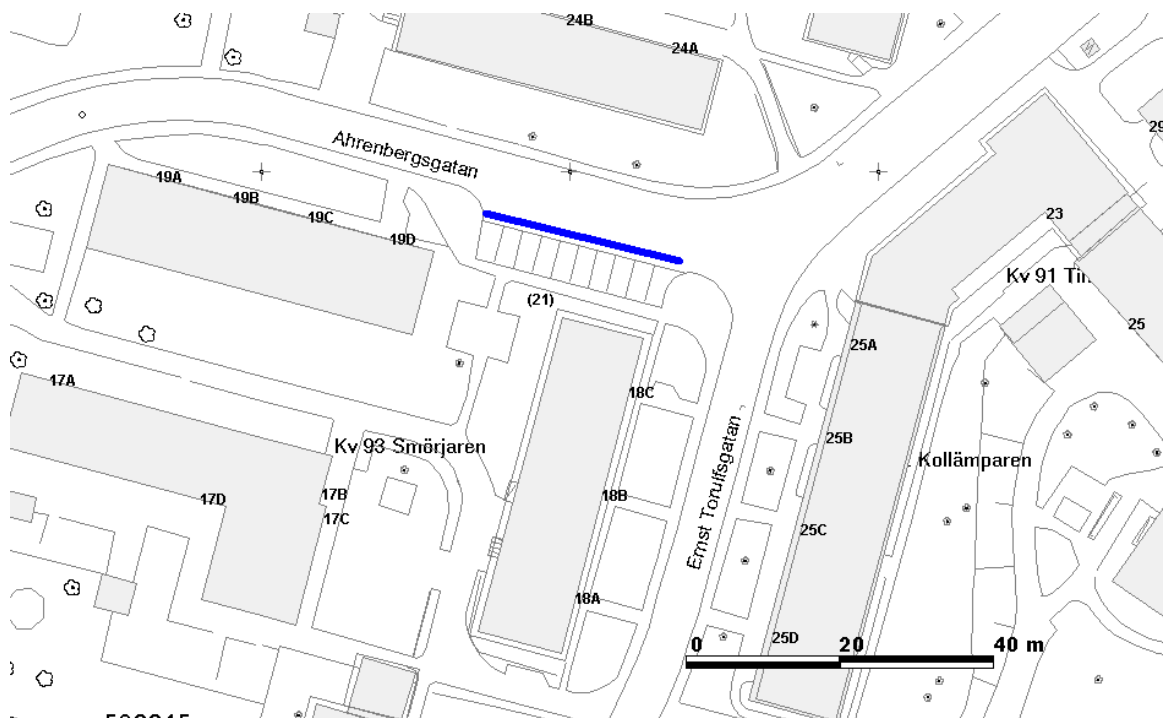 24B
24A
29
Ahrenbergsgatan
19A
19B
19C
19D
23
Kv 91
(21)
25
25A
17A
18C
25B
Kv 93 Smörjaren
Kollämparen
Ernst Torulfsgatan
17D
17B
17C
18B
25C
18A
25D
0
20
40 m